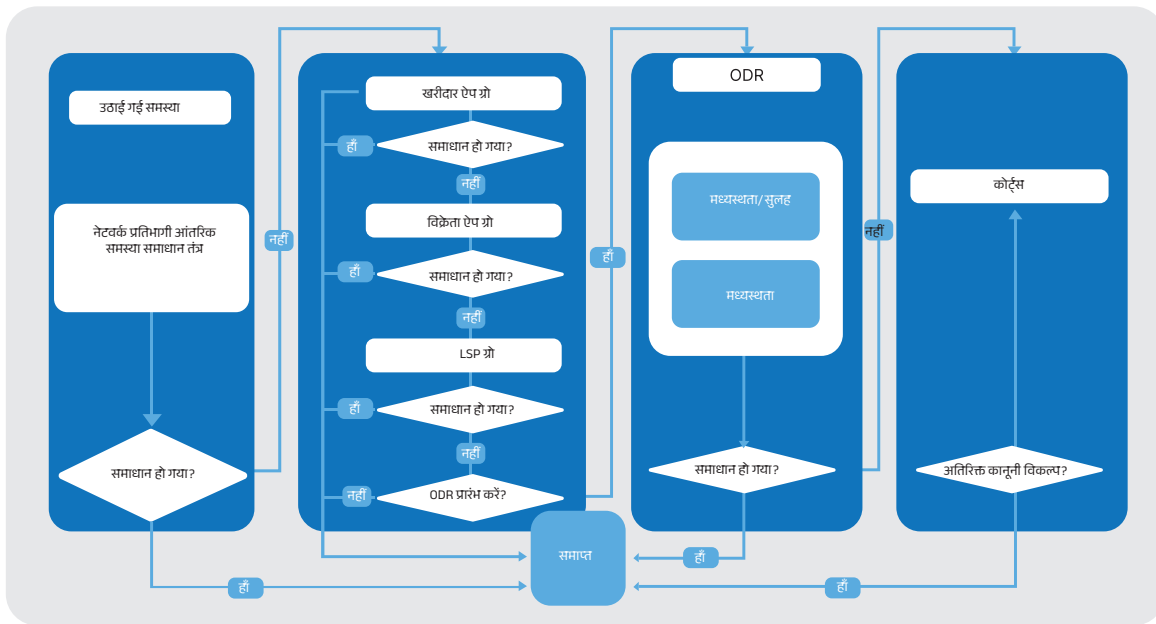 उठाई गई समस्या
नेटवर्क प्रतिभागी आंतरिक
समस्या समाधान तंत्र
समाधान हो गया?
नहीं
हाँ
खरीदार ऐप ग्रो
समाधान हो गया?
हाँ
नहीं
विक्रेता ऐप ग्रो
समाधान हो गया?
हाँ
नहीं
LSP ग्रो
समाधान हो गया?
हाँ
नहीं
ODR प्रारंभ करें?
नहीं
हाँ
ODR
मध्यस्थता/सुलह
मध्यस्थता
समाधान हो गया?
हाँ
नहीं
कोर्ट्स
अतिरिक्त कानूनी विकल्प?
हाँ
समाप्त